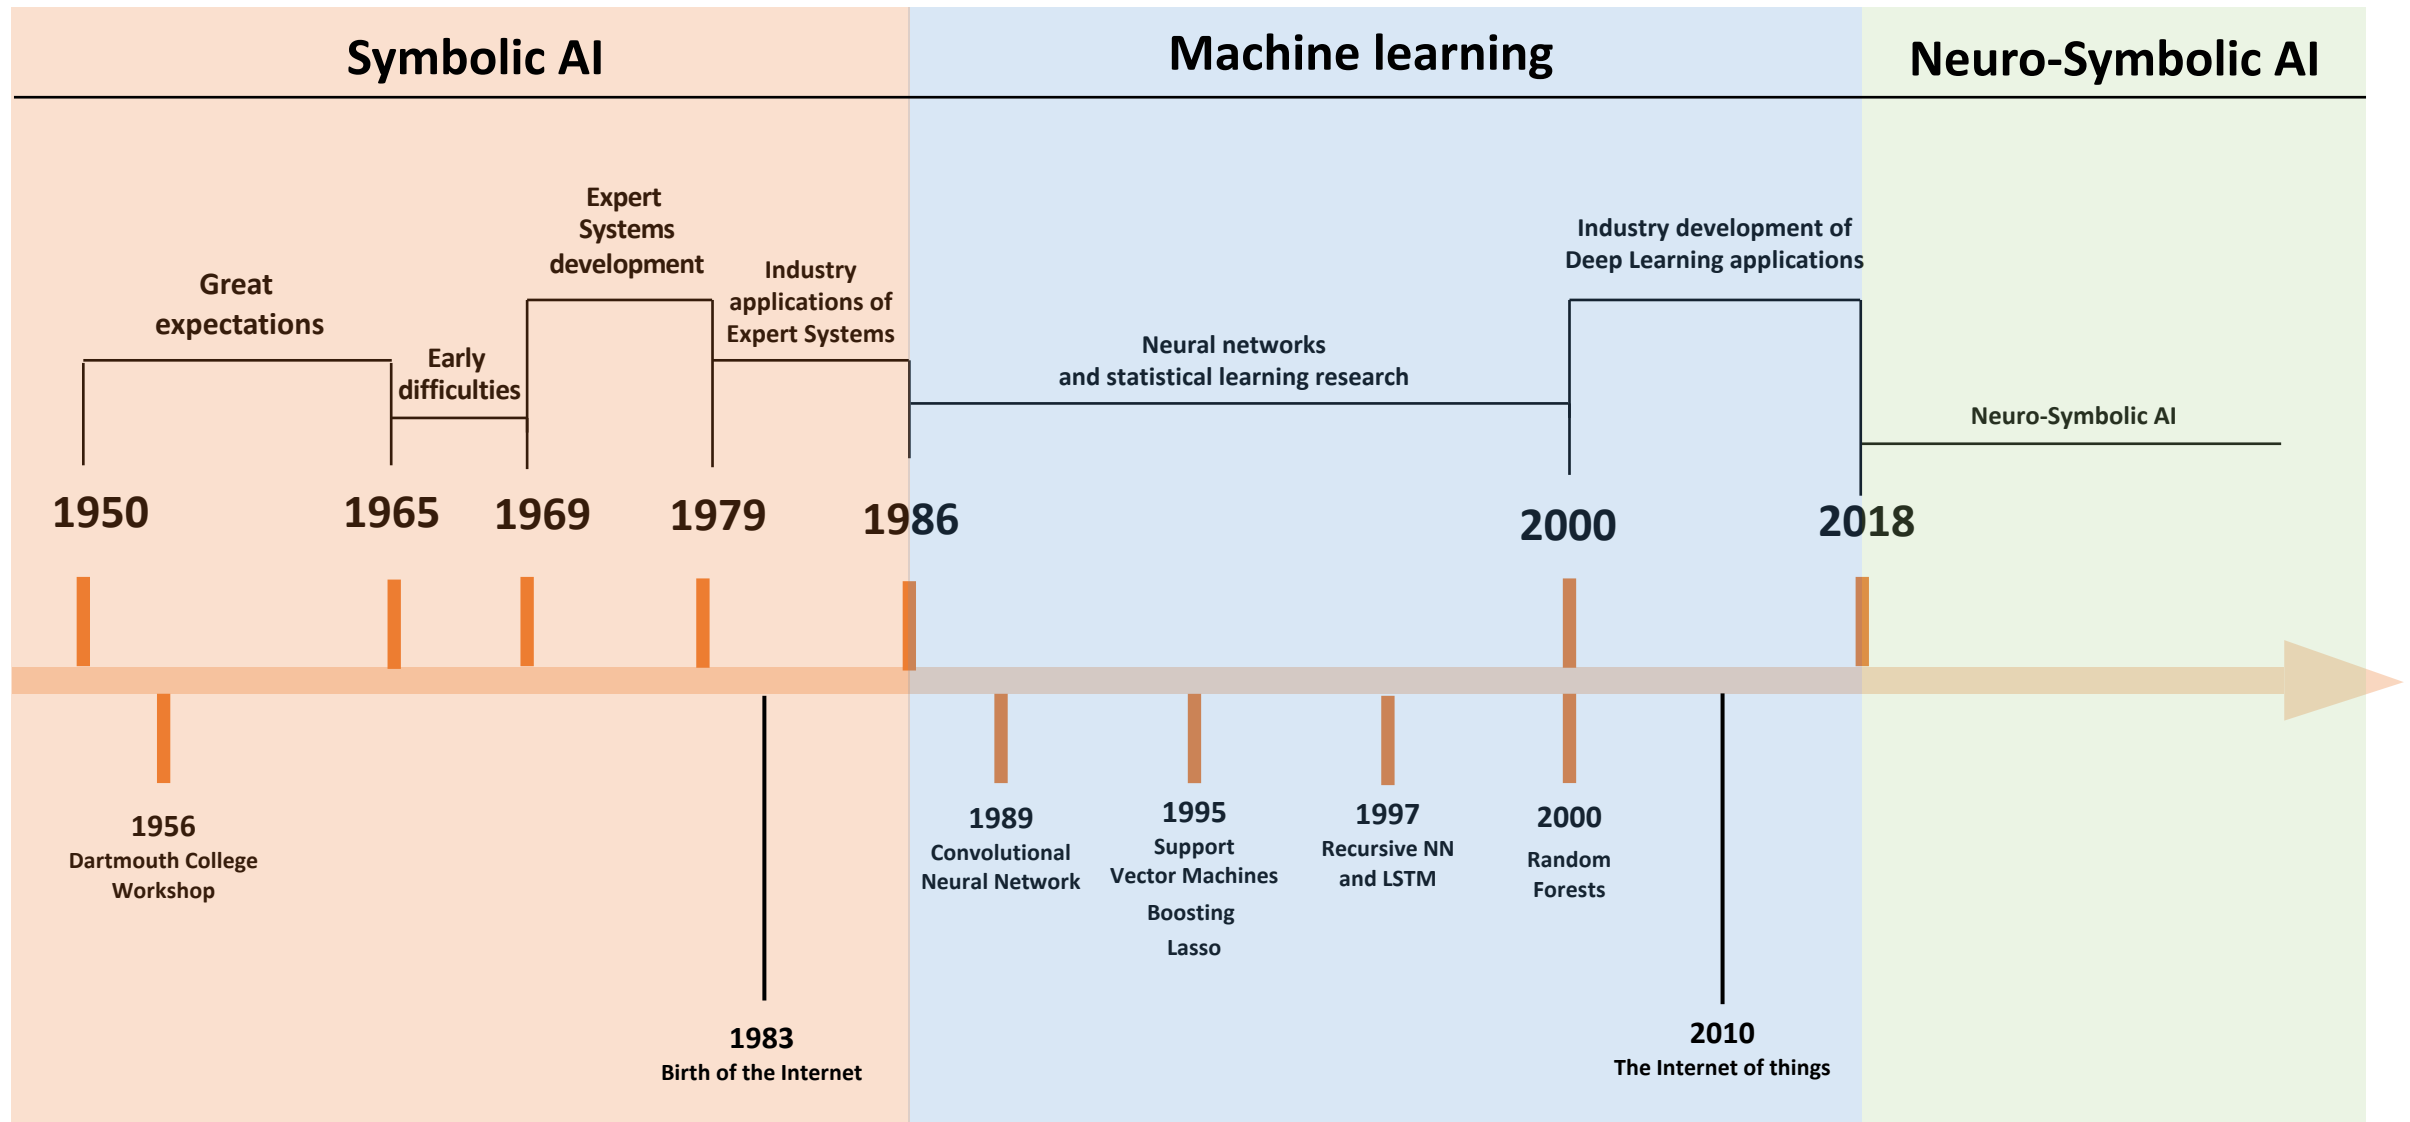 Symbolic AI
Machine learning
Neuro-Symbolic AI
Great
expectations
Early
difficulties
Expert
Systems
development
Industry
applications of
Expert Systems
Neural networks
and statistical learning research
Industry development of
Deep Learning applications
Neuro-Symbolic AI
1950
1965
1969
1979
1986
2000
2018
1956
Dartmouth College
Workshop
1983
Birth of the Internet
1989
Convolutional
Neural Network
1995
Support
Vector Machines
Boosting
Lasso
1997
Recursive NN
and LSTM
2000
Random
Forests
2010
The Internet of things